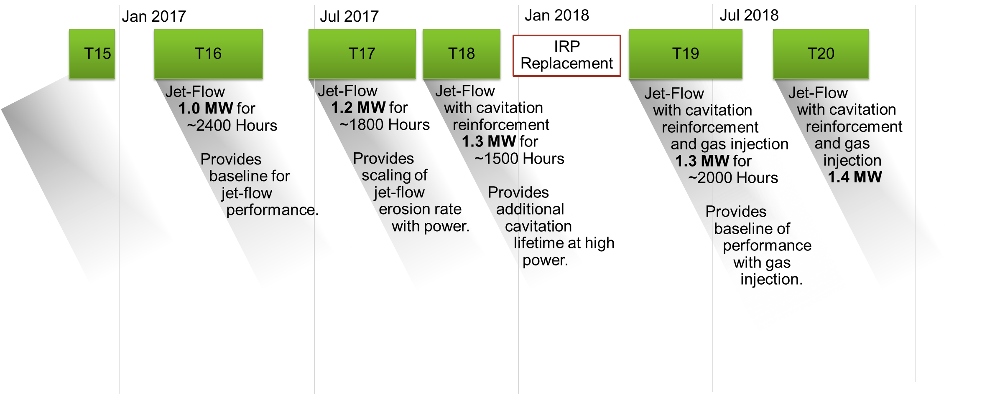 Jan 2017
Jul 2017
Jan 2018
Jul 2018
T15
T16
T17
T18
IRP
Replacement
T19
T20
Jet-Flow
1.0 MW for
~2400 Hours
Provides
baseline for
jet-flow
performance.
Jet-Flow
1.2 MW for
~1800 Hours
Provides
scaling of
jet-flow
erosion rate
with power.
Jet-Flow
with cavitation
reinforcement
1.3 MW for
~1500 Hours
Provides
additional
cavitation
lifetime at high
power.
Jet-Flow
with cavitation
reinforcement
and gas injection
1.3 MW for
~2000 Hours
Provides
baseline of
performance
with gas
injection.
Jet-Flow
with cavitation
reinforcement
and gas
injection
1.4 MW